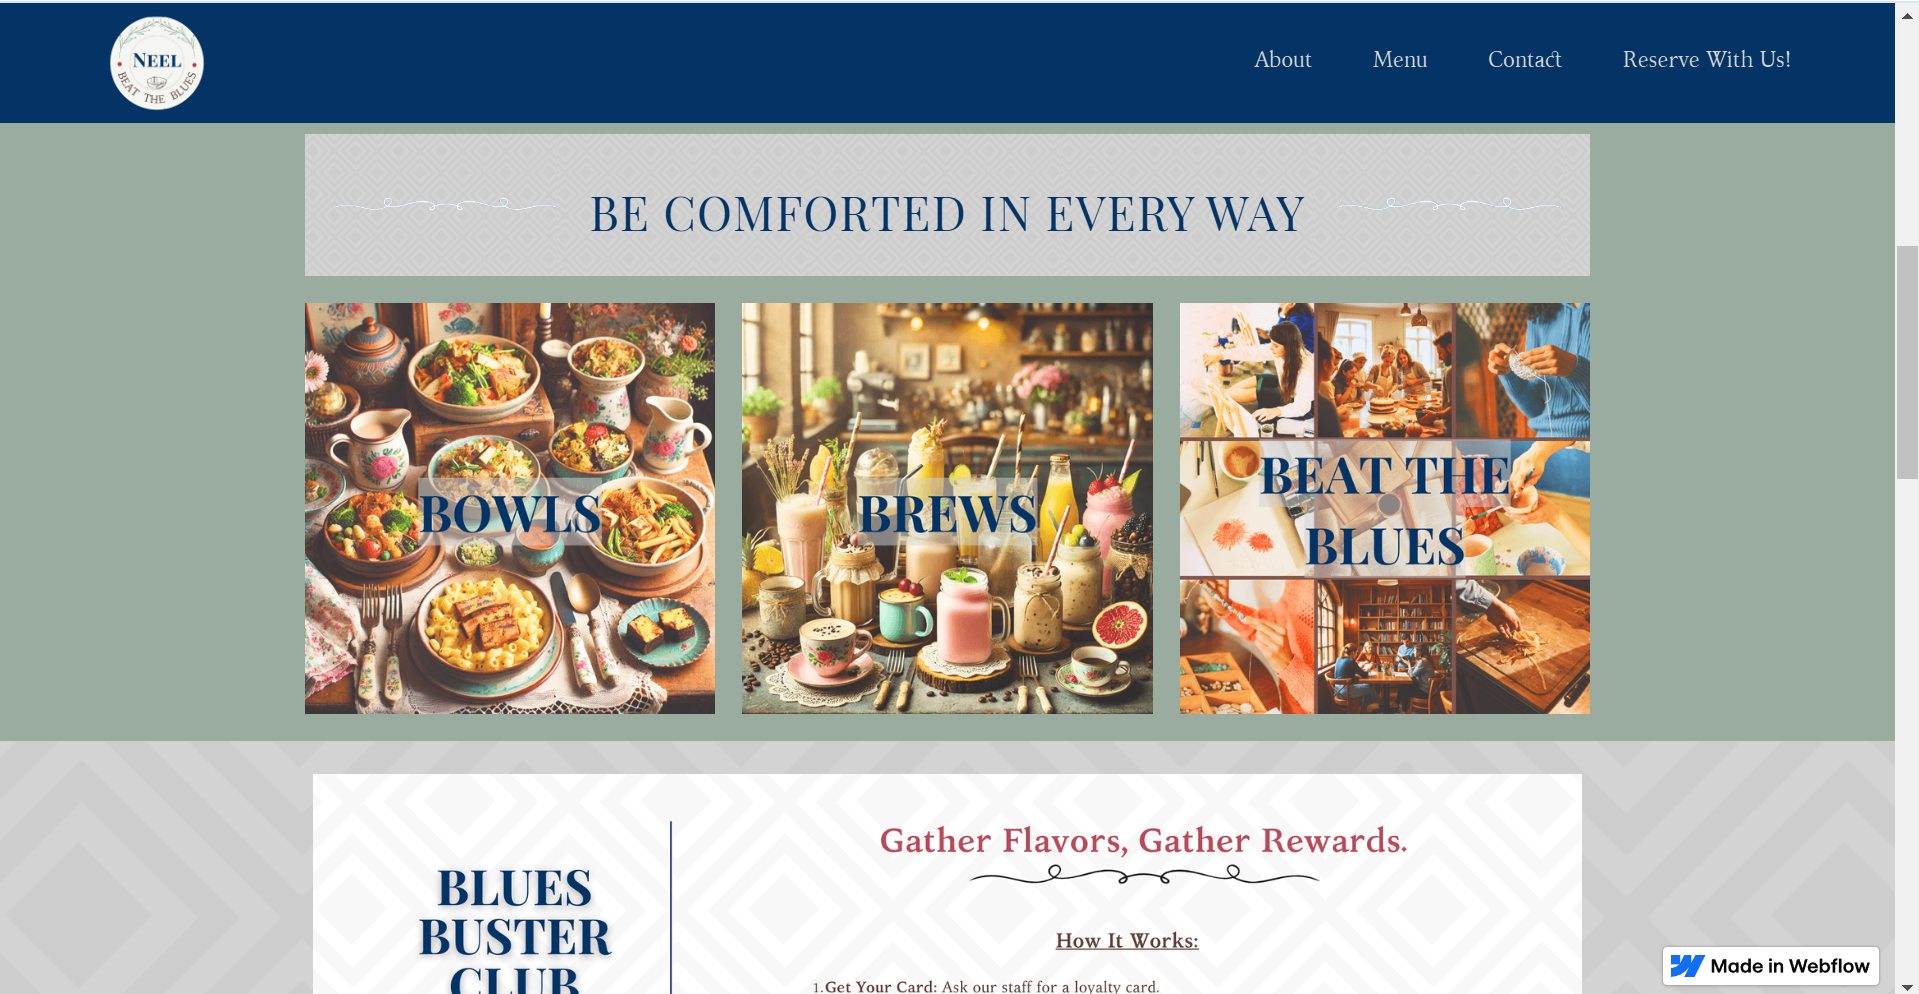 NEEL
BEAT THE BLUES
About
Menu
Contact
Reserve With Us!
BE COMFORTED IN EVERY WAY
BOWLS
BREWS
BEAT THE
BLUES
BLUES
BUSTER
CLUB
Gather Flavors, Gather Rewards.
How It Works:
1.Get Your Card: Ask our staff for a loyalty card.
Made in Webflow